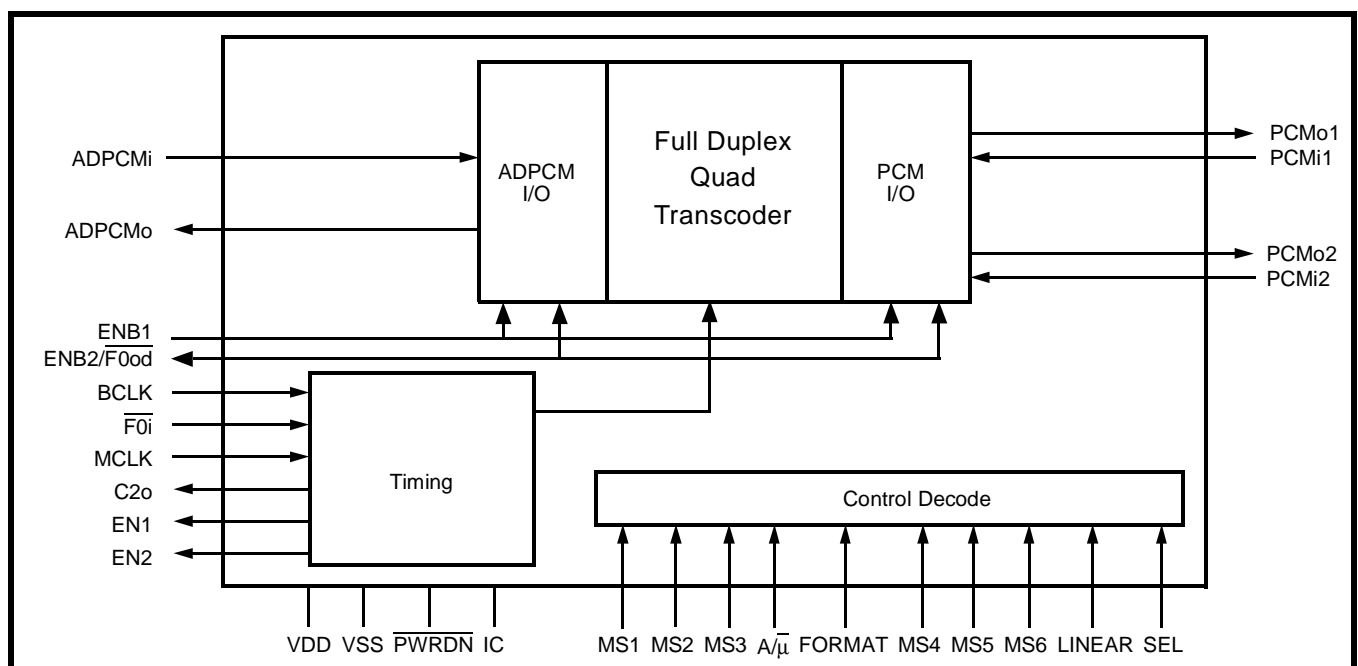 ADPCMi
ADPCMo
ENB1
ENB2/F0od
BCLK
F0i
MCLK
C2o
EN1
EN2
ADPCM
I/O
Full Duplex
Quad
Transcoder
PCM
I/O
PCMo1
PCMi1
PCMo2
PCMi2
Timing
Control Decode
VDD VSS PWRDN IC MS1 MS2 MS3 A/μ FORMAT MS4 MS5 MS6 LINEAR SEL